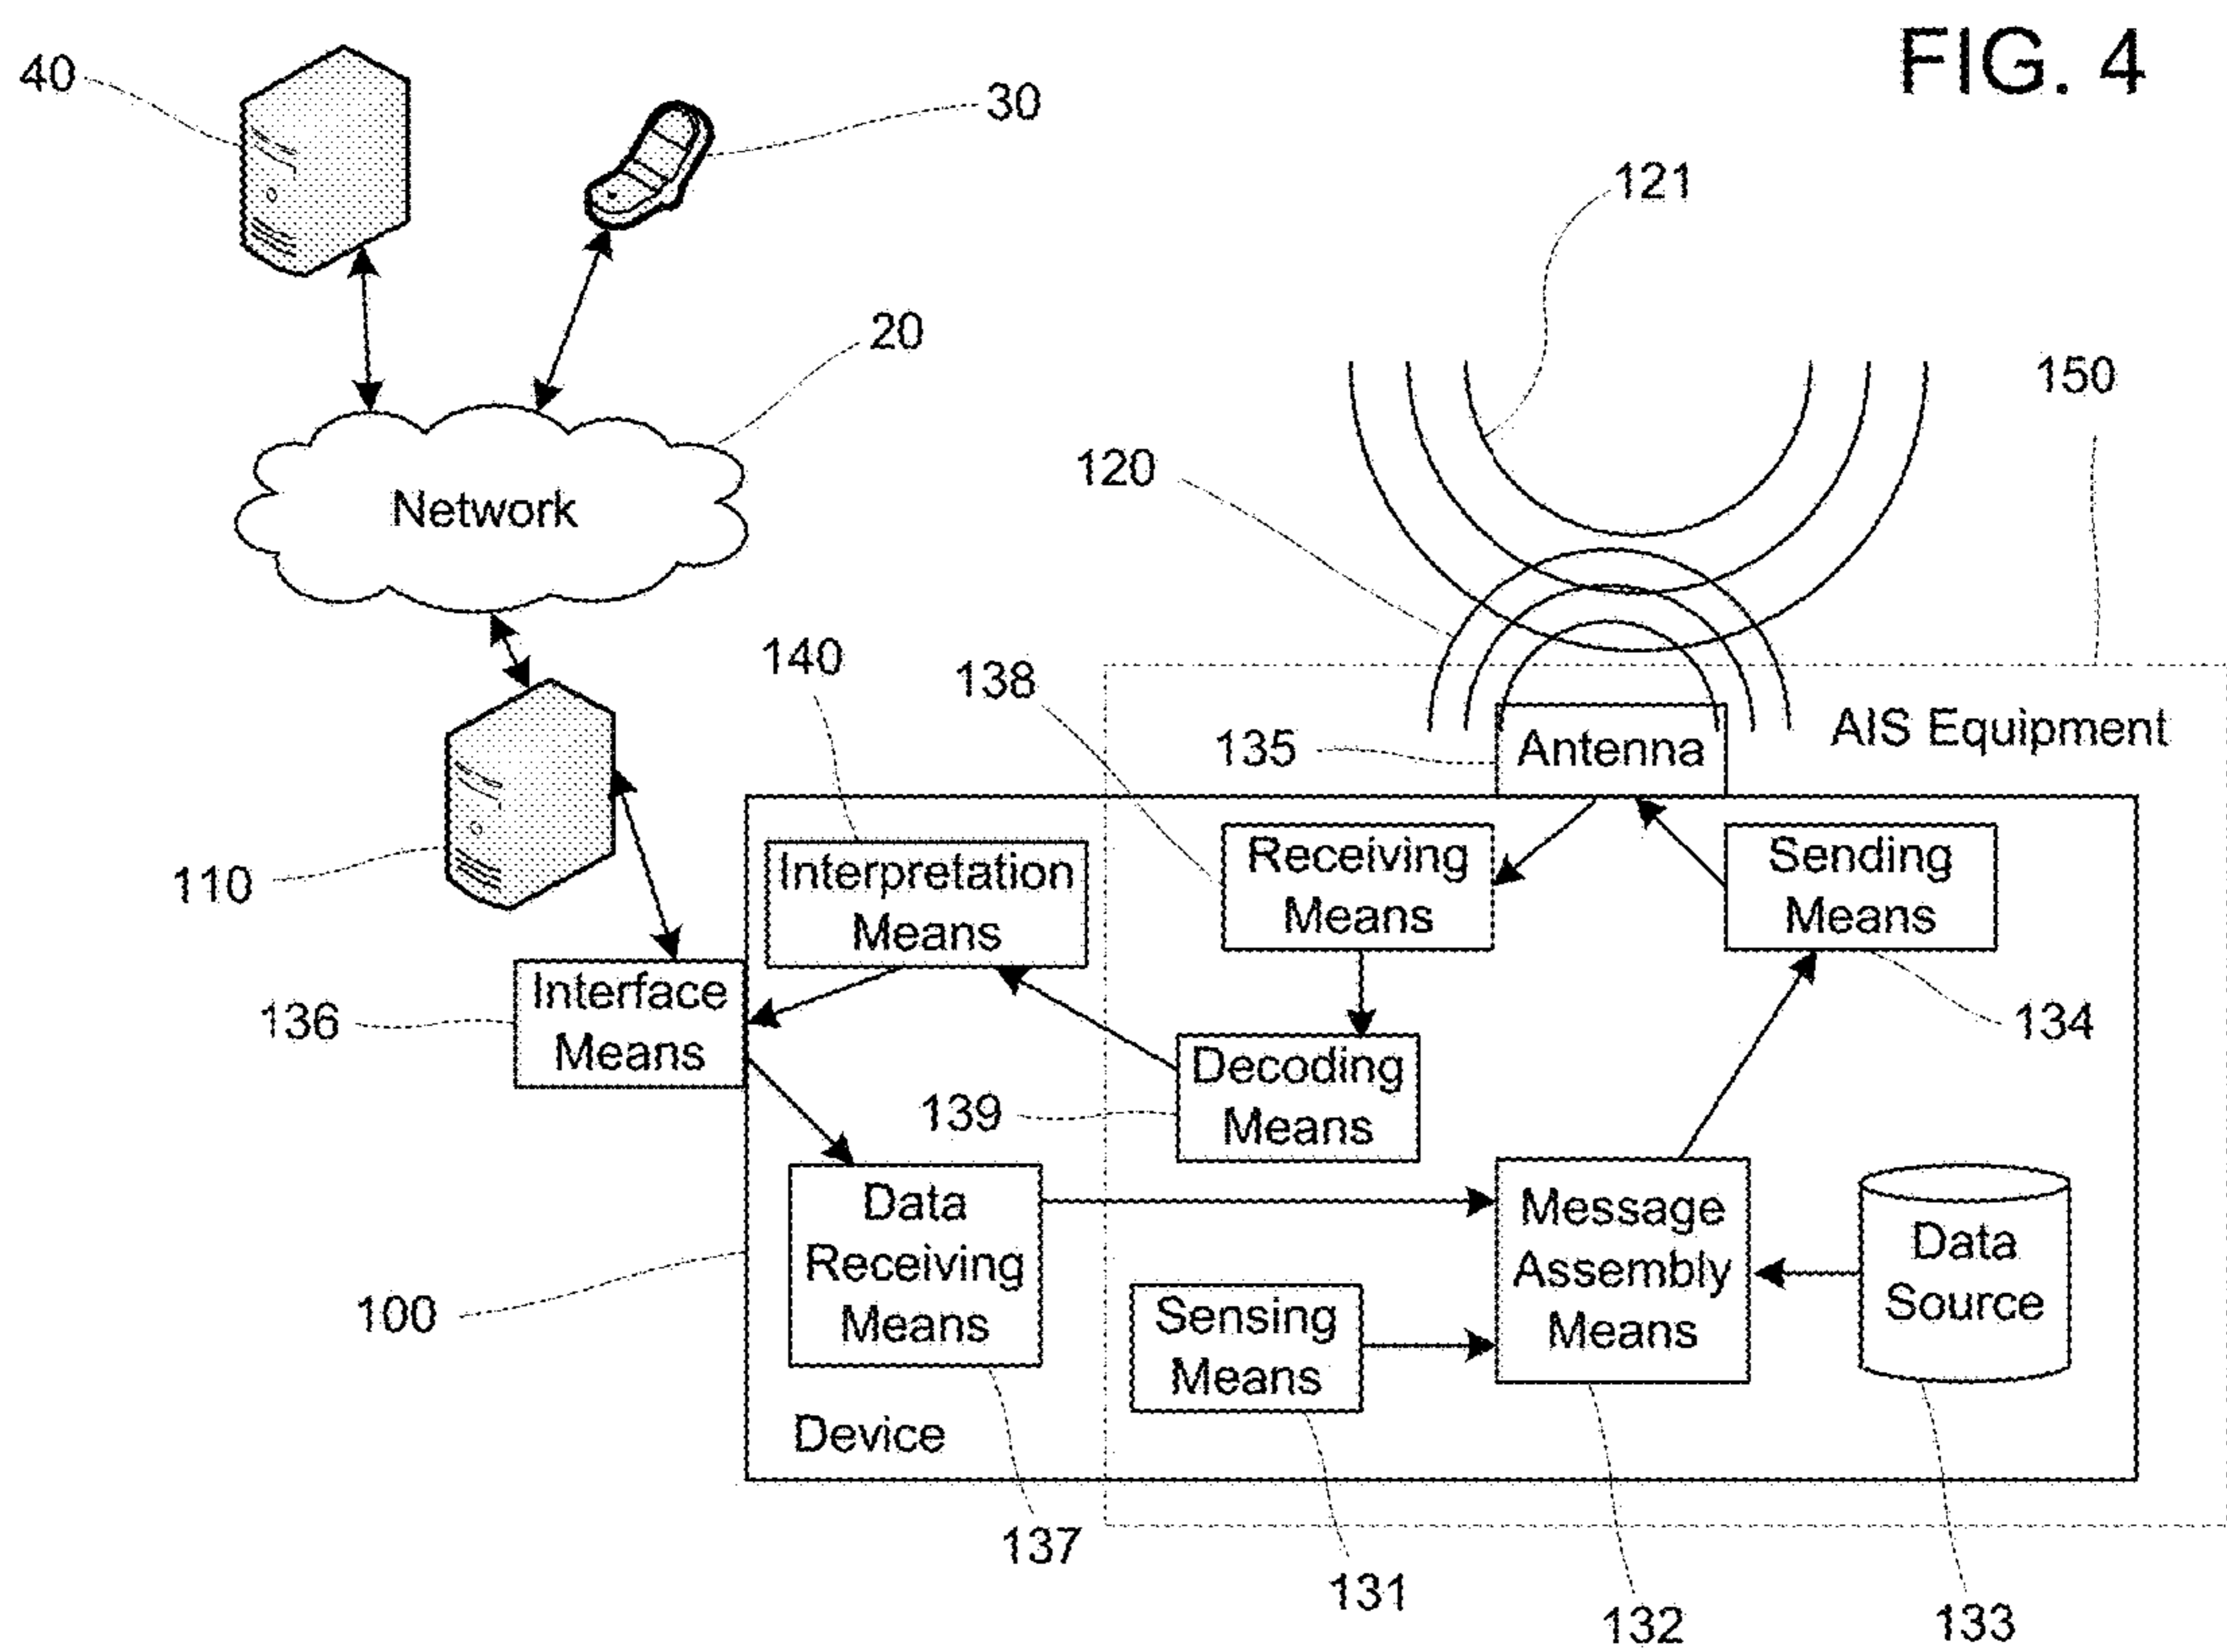 FIG. 4
40
30
121
20
150
120
Network
140
138
135
Antenna
AIS Equipment
110
Interpretation
Means
Receiving
Means
Sending
Means
136
Interface
Means
134
139
Decoding
Means
100
Data
Receiving
Means
Message
Assembly
Means
Data
Source
Sensing
Means
Device
137
131
132
133